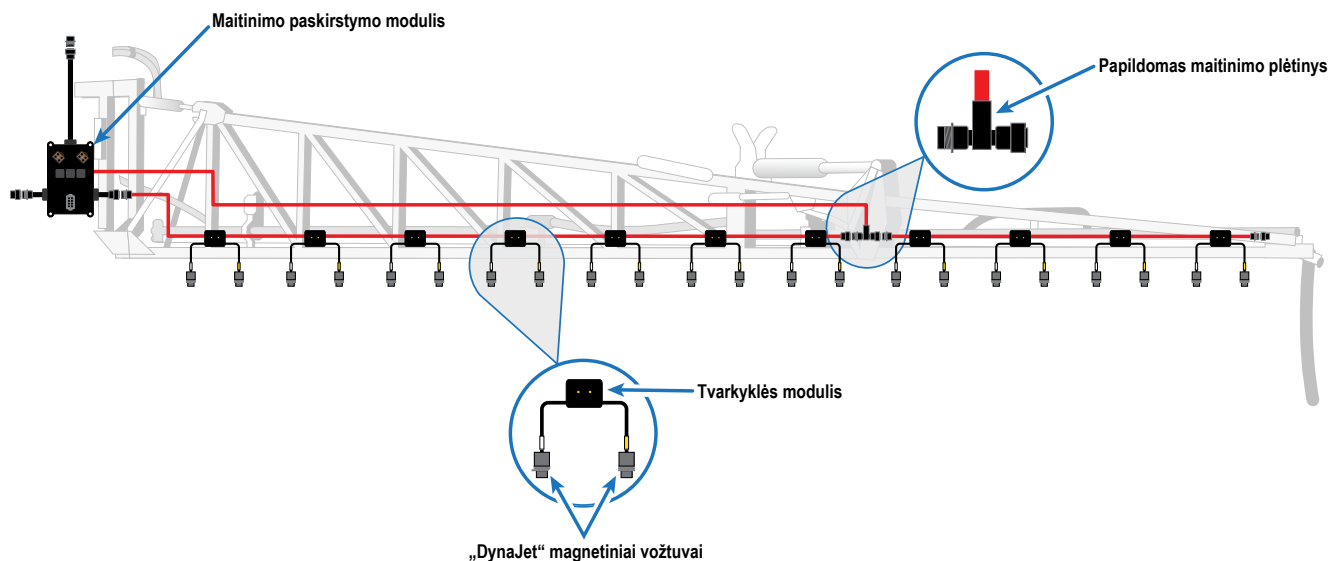 Maitinimo paskirstymo modulis
Papildomas maitinimo plėtinys
Tvarkyklės modulis
„DynaJet“ magnetiniai vožtuvai